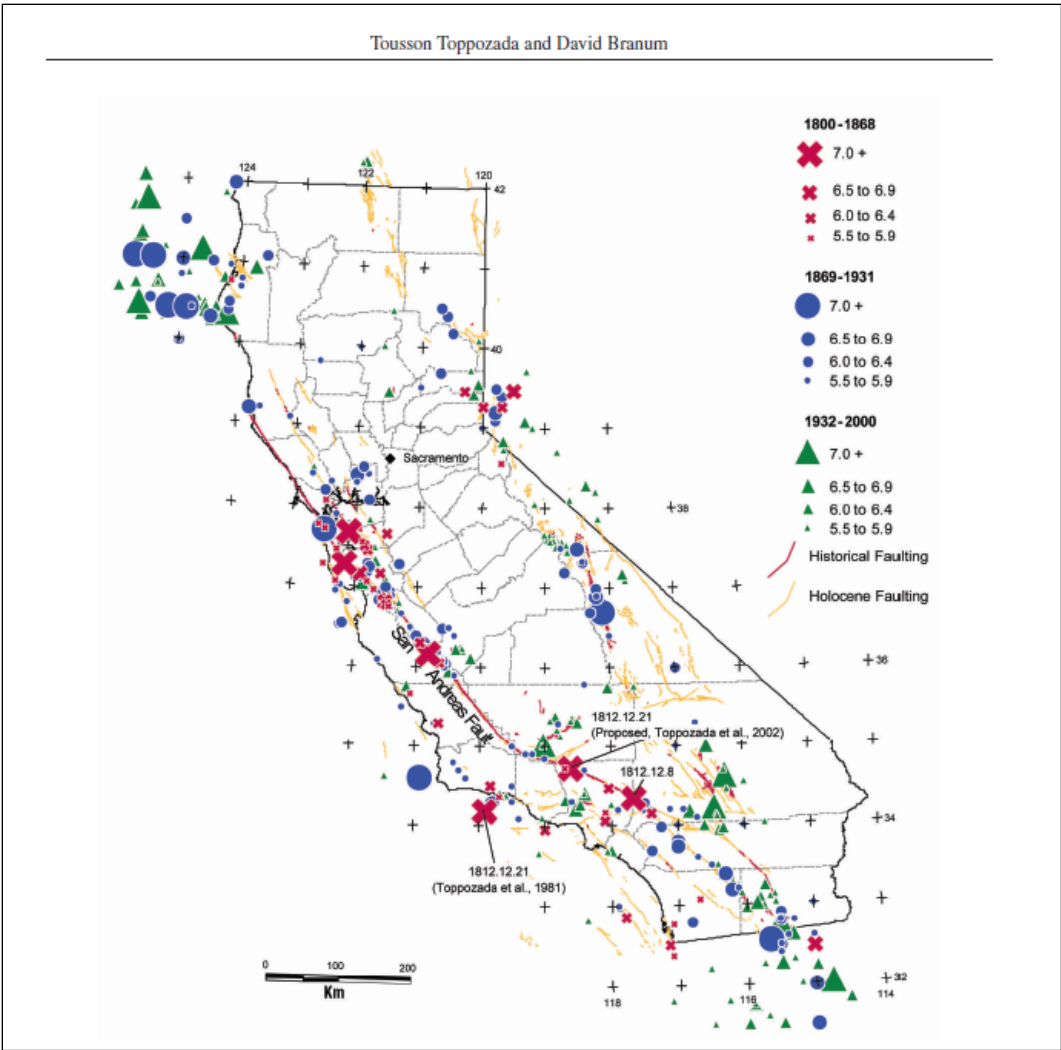 Tousson Toppozada and David Branum
1800-1868
7.0 +
6.5 to 6.9
6.0 to 6.4
5.5 to 5.9
1869-1931
7.0 +
6.5 to 6.9
6.0 to 6.4
5.5 to 5.9
1932-2000
7.0 +
6.5 to 6.9
6.0 to 6.4
5.5 to 5.9
Historical Faulting
Holocene Faulting
124
122
120
42
40
Sacramento
38
36
San Andreas Fault
1812.12.21
(Proposed, Toppozada et al., 2002)
1812.12.8
34
1812.12.21
(Toppozada et al., 1981)
0 100 200
Km
32
118
116
114